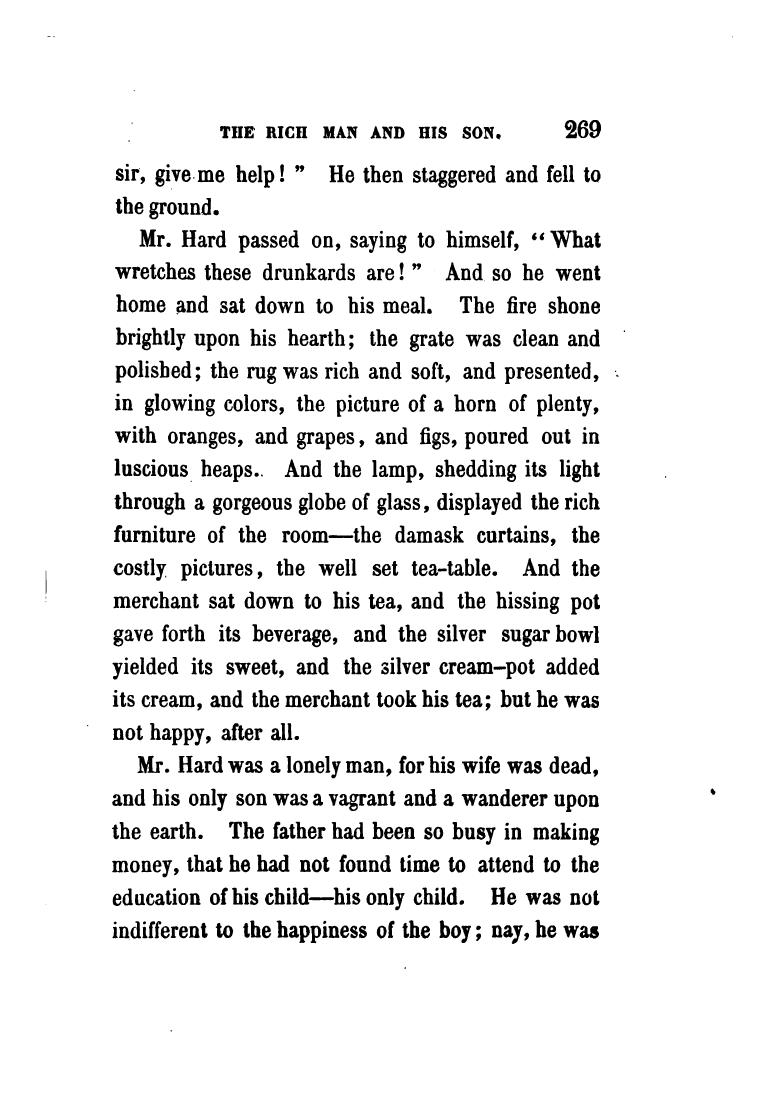 THE RICH MAN AND HIS SON. 269
sir, give me help! ” He then staggered and fell to
the ground.
Mr. Hard passed on, saying to himself, “What
wretches these drunkards are! ” And so he went
home and sat down to his meal. The fire shone
brightly upon his hearth; the grate was clean and
polished; the rug was rich and soft, and presented,
in glowing colors, the picture of a horn of plenty,
with oranges, and grapes, and figs, poured out in
luscious heaps. And the lamp, shedding its light
through a gorgeous globe of glass, displayed the rich
furniture of the room—the damask curtains, the
costly pictures, the well set tea-table. And the
merchant sat down to his tea, and the hissing pot
gave forth its beverage, and the silver sugar bowl
yielded its sweet, and the silver cream-pot added
its cream, and the merchant took his tea; but he was
not happy, after all.
Mr. Hard was a lonely man, for his wife was dead,
and his only son was a vagrant and a wanderer upon
the earth. The father had been so busy in making
money, that he had not found time to attend to the
education of his child—his only child. He was not
indifferent to the happiness of the boy; nay, he was